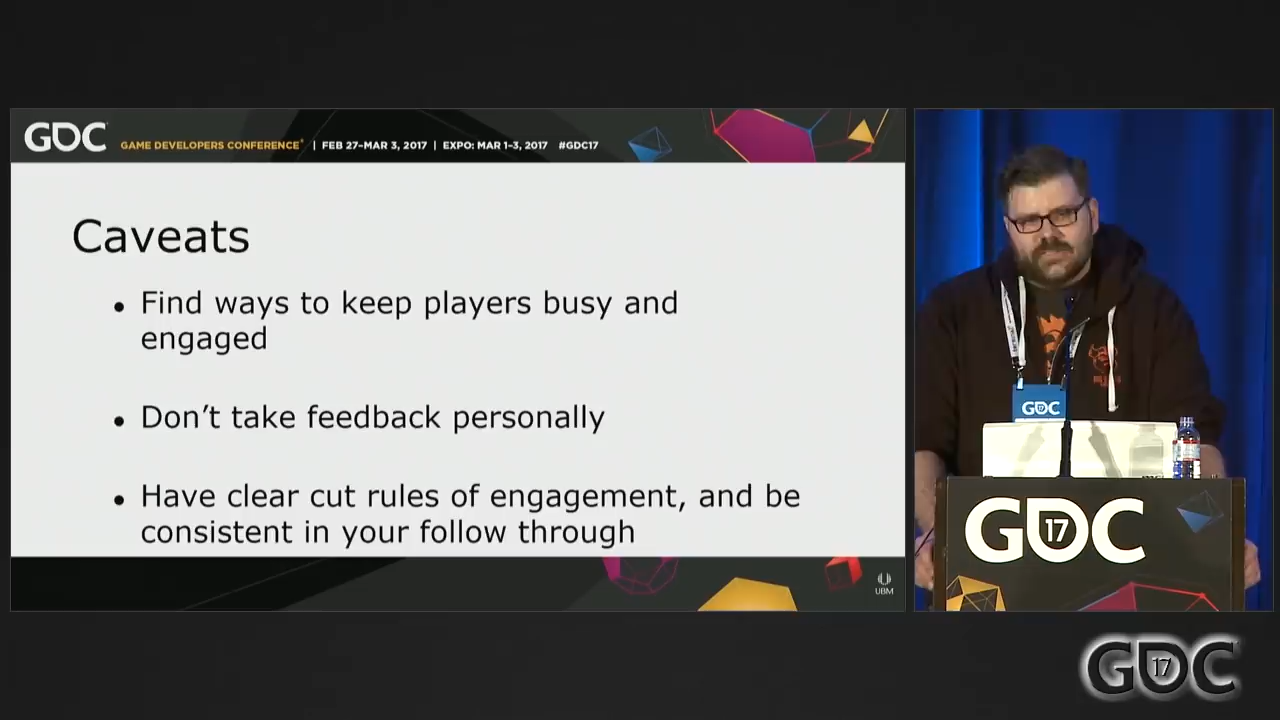 GDC GAME DEVELOPERS CONFERENCE® | FEB 27–MAR 3, 2017 | EXPO: MAR 1–3, 2017 #GDC17
Caveats
• Find ways to keep players busy and
engaged
• Don’t take feedback personally
• Have clear cut rules of engagement, and be
consistent in your follow through
UBM
GDC 17
GDC 17
GDC 17